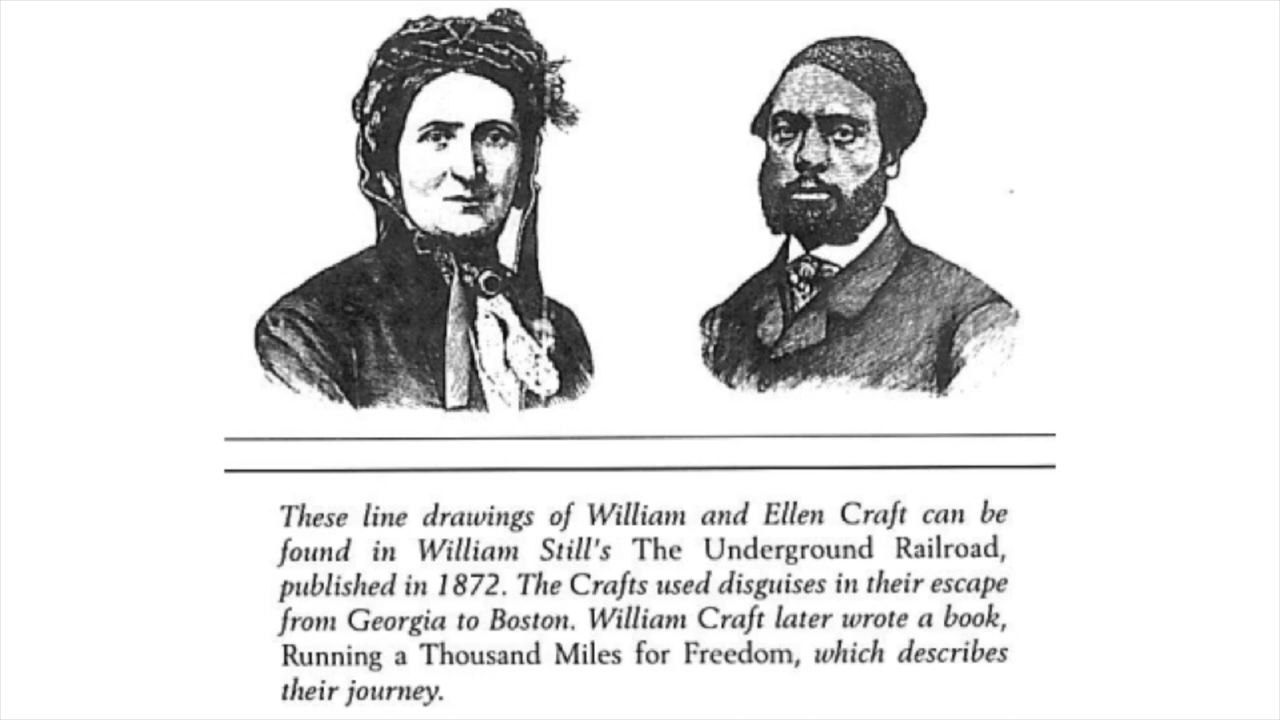 These line drawings of William and Ellen Craft can be
found in William Still's The Underground Railroad,
published in 1872. The Crafts used disguises in their escape
from Georgia to Boston. William Craft later wrote a book,
Running a Thousand Miles for Freedom, which describes
their journey.